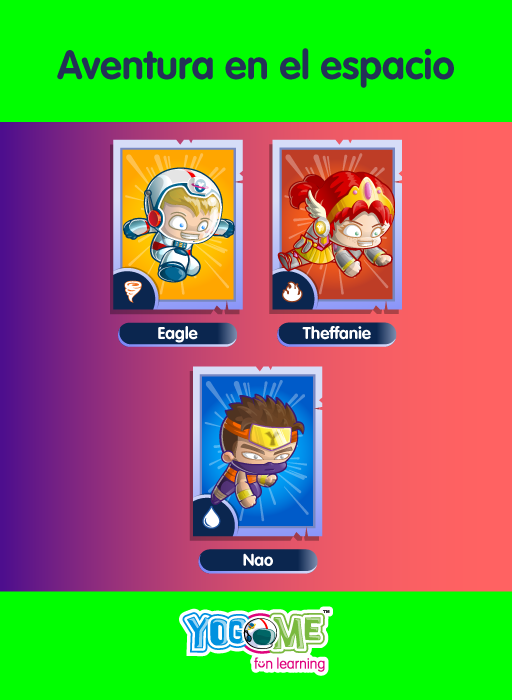 Aventura en el espacio
Eagle
Theffanie
Y
Nao
YOGOME™
fun learning